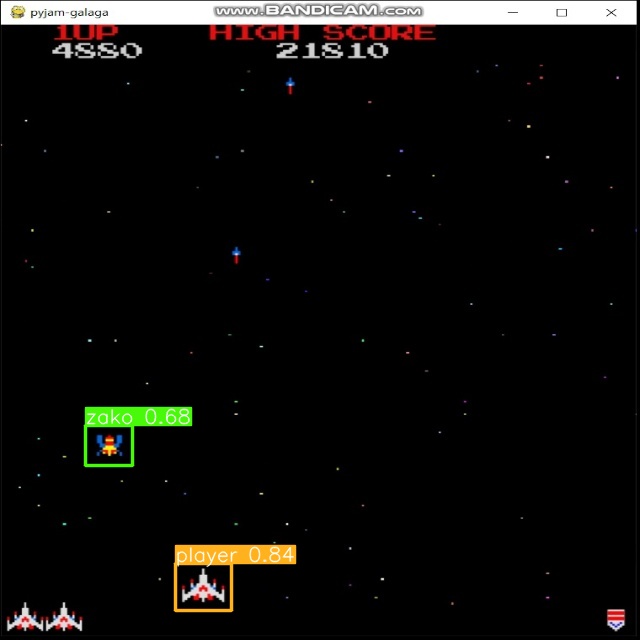 pyjam-galaga
www.BANDICAM.com
1UP HIGH SCORE
4880 21810
zako 0.68
player 0.84